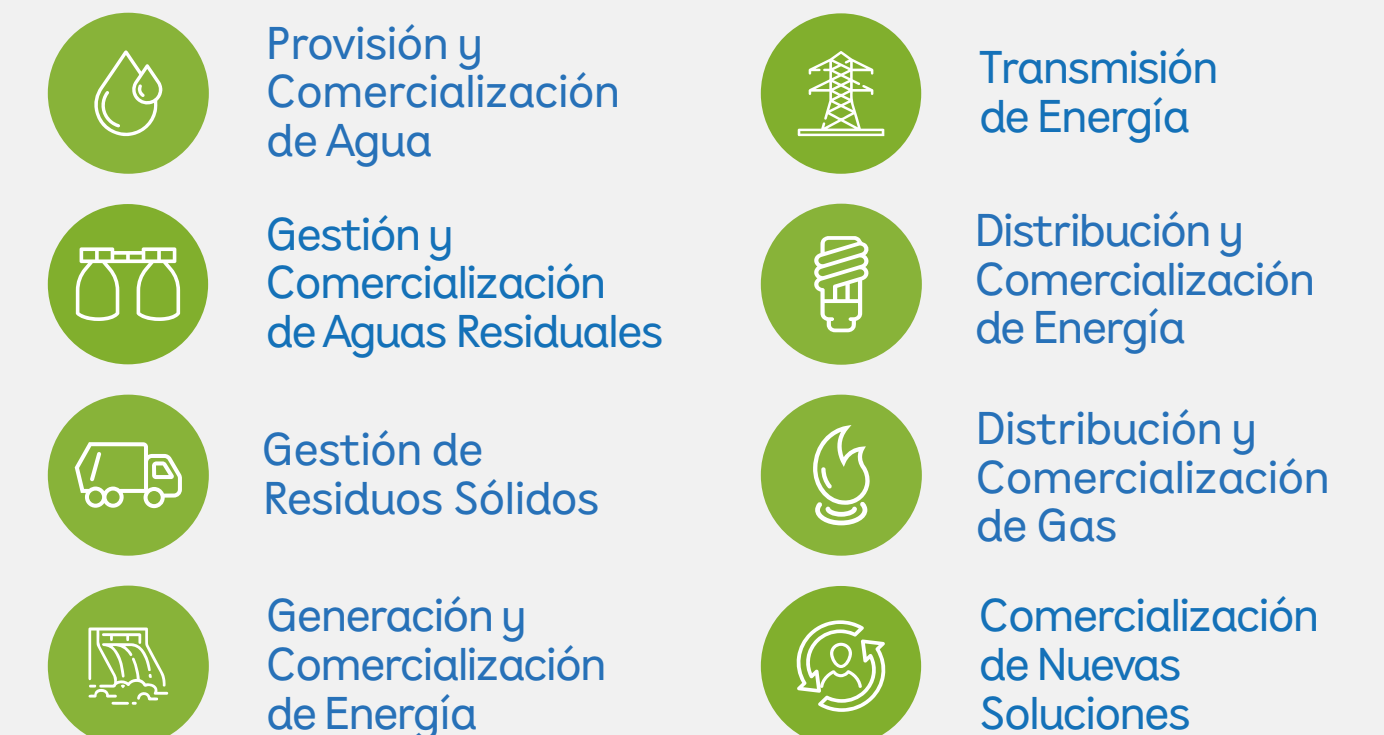 Provisión y
Comercialización
de Agua
Gestión y
Comercialización
de Aguas Residuales
Gestión de
Residuos Sólidos
Generación y
Comercialización
de Energía
Transmisión
de Energía
Distribución y
Comercialización
de Energía
Distribución y
Comercialización
de Gas
Comercialización
de Nuevas
Soluciones